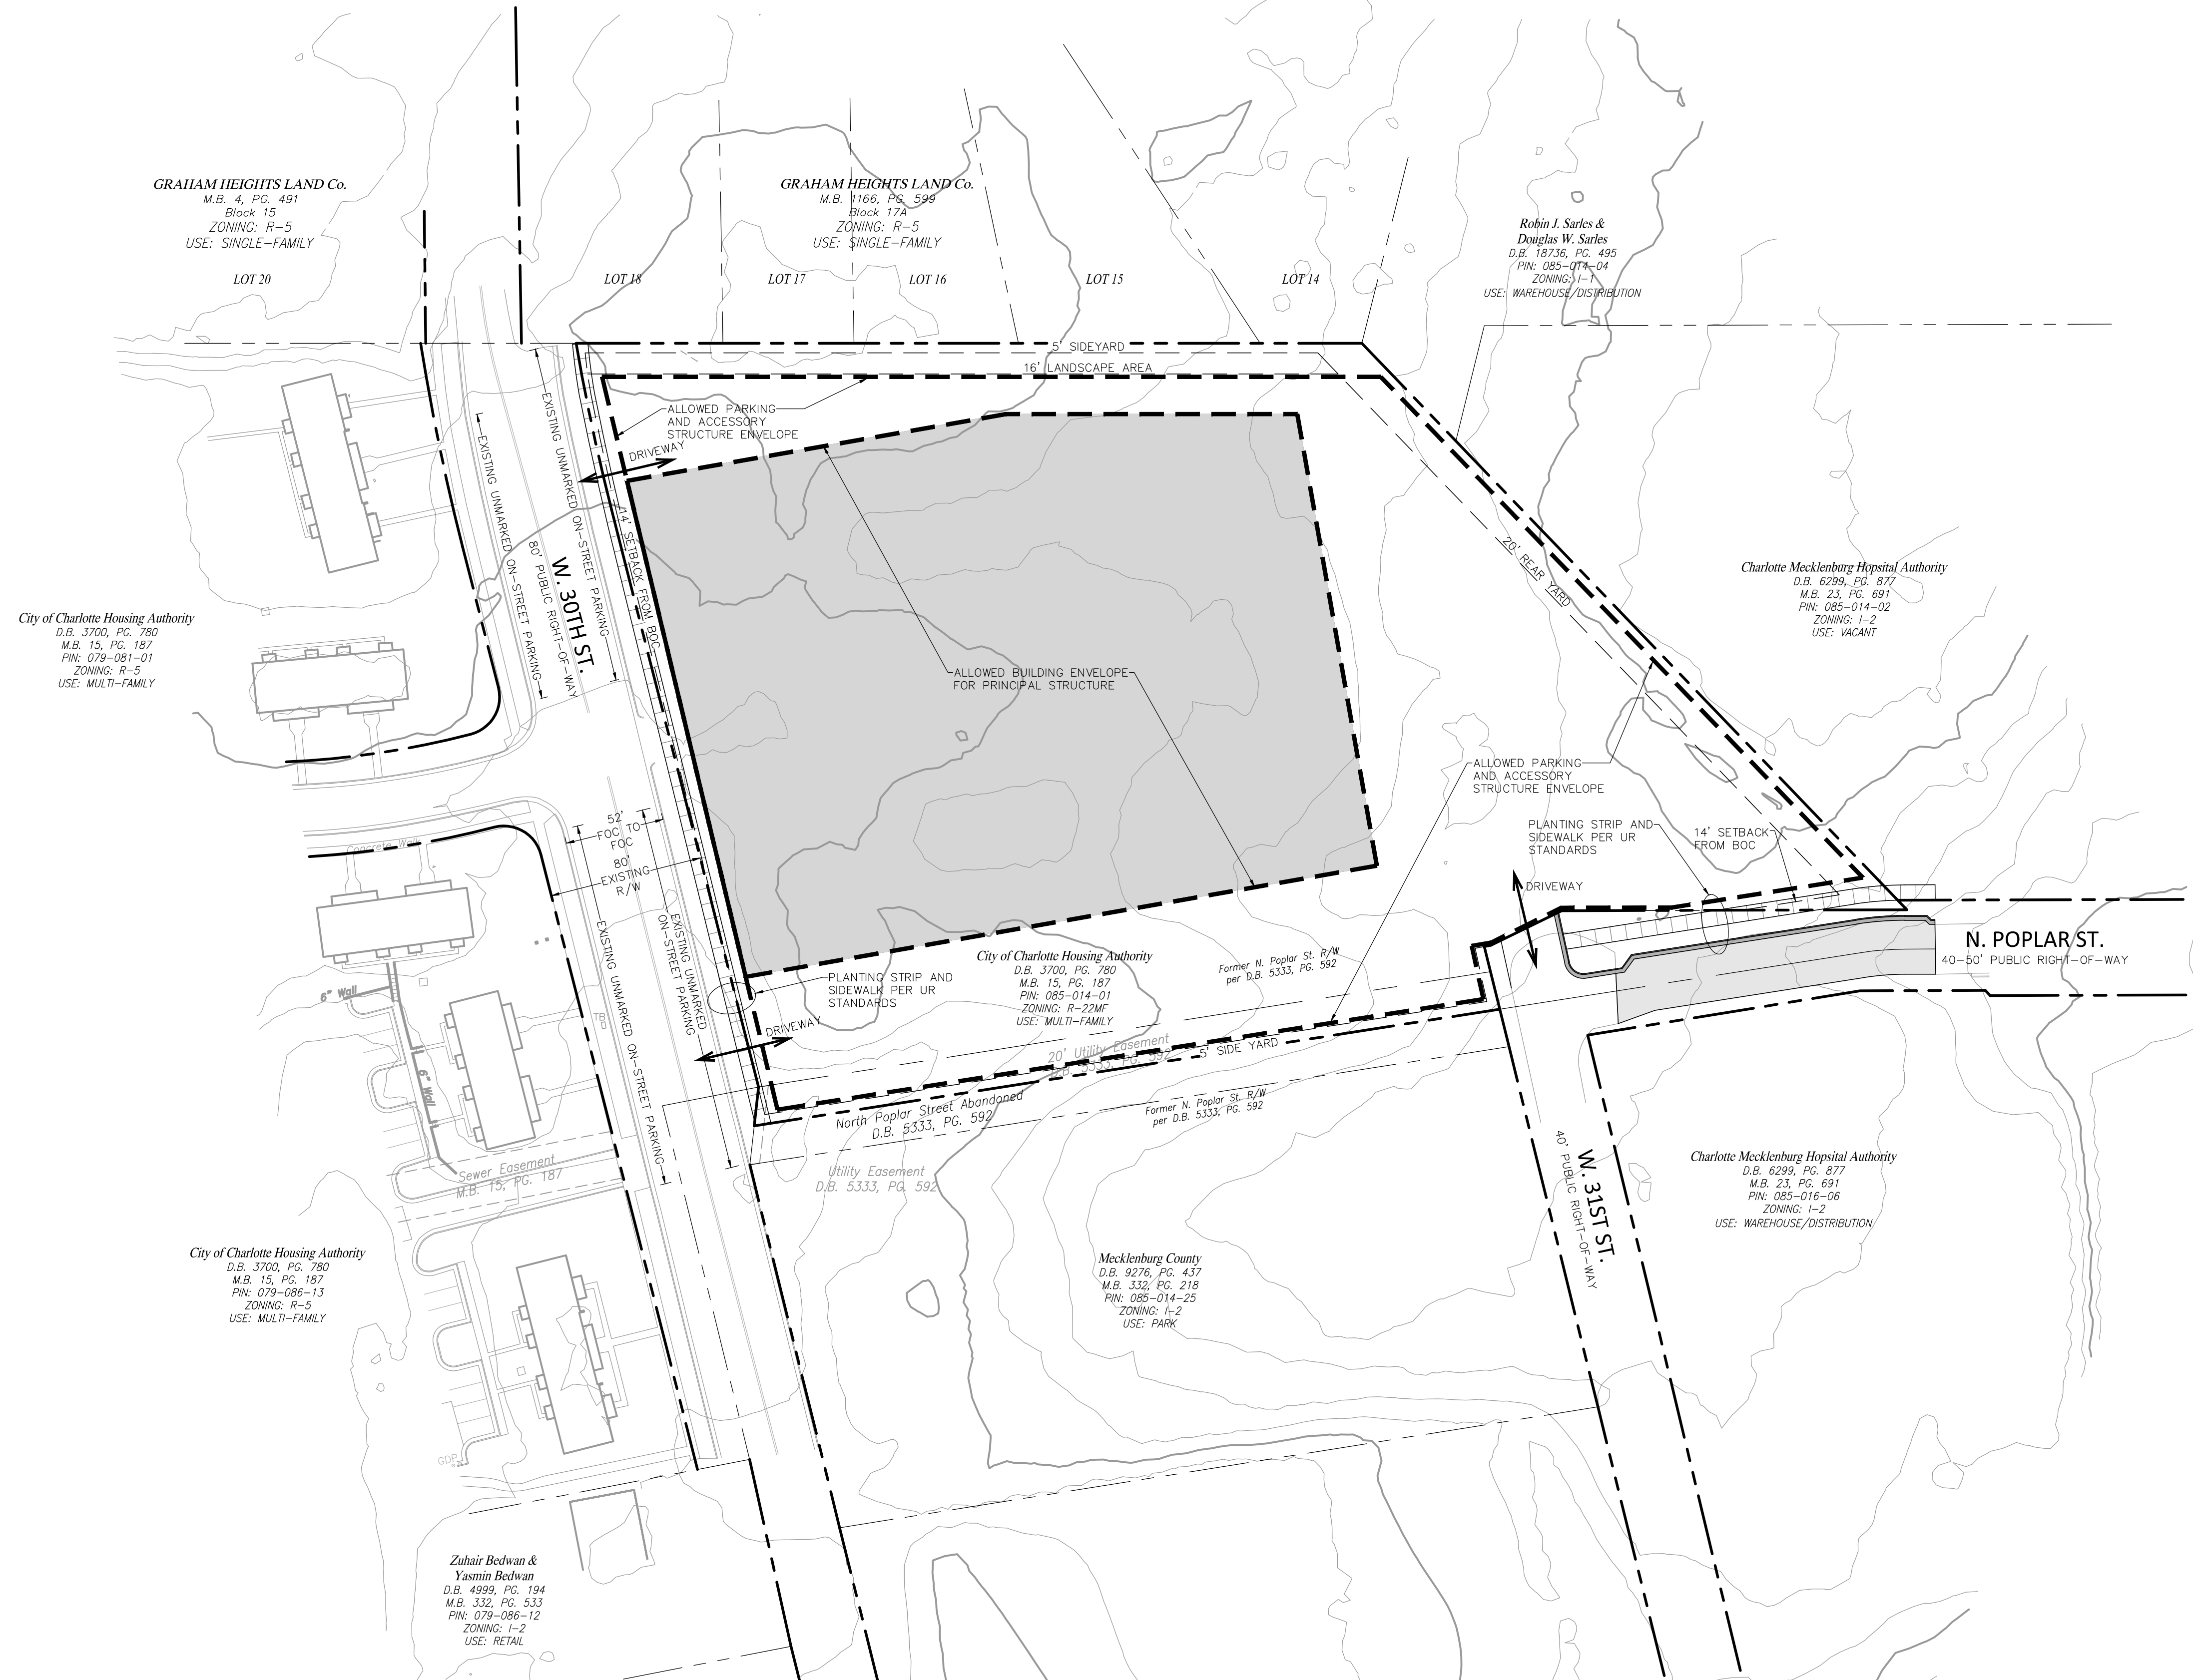 GRAHAM HEIGHTS LAND Co.
M.B. 4, PG. 491
Block 15
ZONING: R-5
USE: SINGLE-FAMILY
LOT 20
GRAHAM HEIGHTS LAND Co.
M.B. 1166, PG. 599
Block 17A
ZONING: R-5
USE: SINGLE-FAMILY
LOT 18
LOT 17
LOT 16
LOT 15
LOT 14
Robin J. Sarles &
Douglas W. Sarles
D.B. 18736, PG. 495
PIN: 085-014-04
ZONING: I-1
USE: WAREHOUSE/DISTRIBUTION
5' SIDEYARD
16' LANDSCAPE AREA
ALLOWED PARKING
AND ACCESSORY
STRUCTURE ENVELOPE
DRIVEWAY
EXISTING UNMARKED ON-STREET PARKING
EXISTING UNMARKED ON-STREET PARKING
80' PUBLIC RIGHT-OF-WAY
W. 30TH ST.
14' SETBACK FROM BOC
20' REAR YARD
Charlotte Mecklenburg Hopsital Authority
D.B. 6299, PG. 877
M.B. 23, PG. 691
PIN: 085-014-02
ZONING: I-2
USE: VACANT
City of Charlotte Housing Authority
D.B. 3700, PG. 780
M.B. 15, PG. 187
PIN: 079-081-01
ZONING: R-5
USE: MULTI-FAMILY
ALLOWED BUILDING ENVELOPE
FOR PRINCIPAL STRUCTURE
ALLOWED PARKING
AND ACCESSORY
STRUCTURE ENVELOPE
PLANTING STRIP AND
SIDEWALK PER UR
STANDARDS
14' SETBACK
FROM BOC
DRIVEWAY
52'
FOC TO
FOC
80'
EXISTING
R/W
Concrete Wall
EXISTING UNMARKED
ON-STREET PARKING
EXISTING UNMARKED ON-STREET PARKING
N. POPLAR ST.
40-50' PUBLIC RIGHT-OF-WAY
City of Charlotte Housing Authority
D.B. 3700, PG. 780
M.B. 15, PG. 187
PIN: 085-014-01
ZONING: R-22MF
USE: MULTI-FAMILY
Former N. Poplar St. R/W
per D.B. 5333, PG. 592
PLANTING STRIP AND
SIDEWALK PER UR
STANDARDS
DRIVEWAY
6" Wall
TB
6" Wall
20' Utility Easement
D.B. 5333, PG. 592
5' SIDE YARD
North Poplar Street Abandoned
D.B. 5333, PG. 592
Former N. Poplar St. R/W
per D.B. 5333, PG. 592
Utility Easement
D.B. 5333, PG. 592
Sewer Easement
M.B. 15, PG. 187
40' PUBLIC RIGHT-OF-WAY
W. 31ST ST.
Charlotte Mecklenburg Hopsital Authority
D.B. 6299, PG. 877
M.B. 23, PG. 691
PIN: 085-016-06
ZONING: I-2
USE: WAREHOUSE/DISTRIBUTION
City of Charlotte Housing Authority
D.B. 3700, PG. 780
M.B. 15, PG. 187
PIN: 079-086-13
ZONING: R-5
USE: MULTI-FAMILY
Mecklenburg County
D.B. 9276, PG. 437
M.B. 332, PG. 218
PIN: 085-014-25
ZONING: I-2
USE: PARK
GDP
Zuhair Bedwan &
Yasmin Bedwan
D.B. 4999, PG. 194
M.B. 332, PG. 533
PIN: 079-086-12
ZONING: I-2
USE: RETAIL